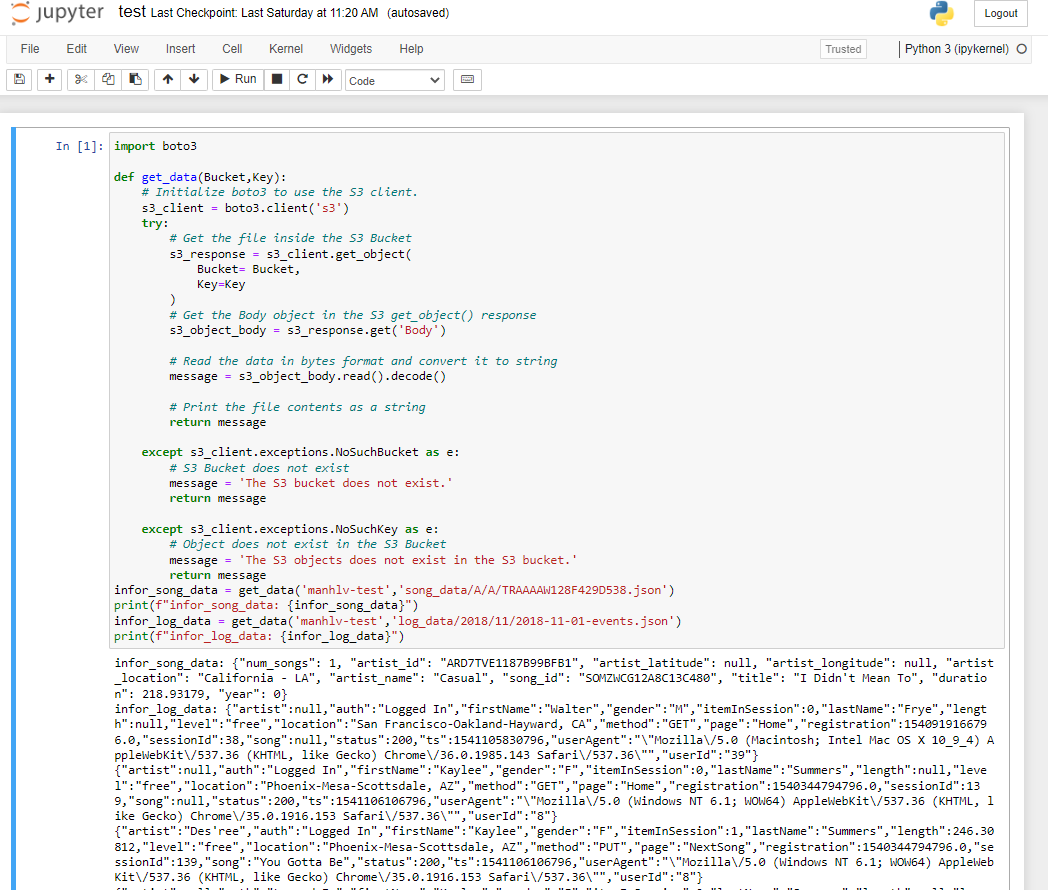 jupyter test Last Checkpoint: Last Saturday at 11:20 AM (autosaved) Logout
File Edit View Insert Cell Kernel Widgets Help Trusted Python 3 (ipykernel)
Run Code
In [1]: import boto3
def get_data(Bucket,Key):
    # Initialize boto3 to use the S3 client.
    s3_client = boto3.client('s3')
    try:
        # Get the file inside the S3 Bucket
        s3_response = s3_client.get_object(
            Bucket= Bucket,
            Key=Key
        )
        # Get the Body object in the S3 get_object() response
        s3_object_body = s3_response.get('Body')
        # Read the data in bytes format and convert it to string
        message = s3_object_body.read().decode()
        # Print the file contents as a string
        return message
    except s3_client.exceptions.NoSuchBucket as e:
        # S3 Bucket does not exist
        message = 'The S3 bucket does not exist.'
        return message
    except s3_client.exceptions.NoSuchKey as e:
        # Object does not exist in the S3 Bucket
        message = 'The S3 objects does not exist in the S3 bucket.'
        return message
infor_song_data = get_data('manhlv-test','song_data/A/A/TRAAAAW128F429D538.json')
print(f"infor_song_data: {infor_song_data}")
infor_log_data = get_data('manhlv-test','log_data/2018/11/2018-11-01-events.json')
print(f"infor_log_data: {infor_log_data}")
infor_song_data: {"num_songs": 1, "artist_id": "ARD7TVE1187B99BFB1", "artist_latitude": null, "artist_longitude": null, "artist
_location": "California - LA", "artist_name": "Casual", "song_id": "SOMZWCG12A8C13C480", "title": "I Didn't Mean To", "duratio
n": 218.93179, "year": 0}
infor_log_data: {"artist":null,"auth":"Logged In","firstName":"Walter","gender":"M","itemInSession":0,"lastName":"Frye","lengt
h":null,"level":"free","location":"San Francisco-Oakland-Hayward, CA","method":"GET","page":"Home","registration":154091916679
6.0,"sessionId":38,"song":null,"status":200,"ts":1541105830796,"userAgent":"\"Mozilla\/5.0 (Macintosh; Intel Mac OS X 10_9_4) A
ppleWebKit\/537.36 (KHTML, like Gecko) Chrome\/36.0.1985.143 Safari\/537.36\"","userId":"39"}
{"artist":null,"auth":"Logged In","firstName":"Kaylee","gender":"F","itemInSession":0,"lastName":"Summers","length":null,"leve
l":"free","location":"Phoenix-Mesa-Scottsdale, AZ","method":"GET","page":"Home","registration":1540344794796.0,"sessionId":13
9,"song":null,"status":200,"ts":1541106106796,"userAgent":"\"Mozilla\/5.0 (Windows NT 6.1; WOW64) AppleWebKit\/537.36 (KHTML, l
ike Gecko) Chrome\/35.0.1916.153 Safari\/537.36\"","userId":"8"}
{"artist":"Des'ree","auth":"Logged In","firstName":"Kaylee","gender":"F","itemInSession":1,"lastName":"Summers","length":246.30
812,"level":"free","location":"Phoenix-Mesa-Scottsdale, AZ","method":"PUT","page":"NextSong","registration":1540344794796.0,"se
ssionId":139,"song":"You Gotta Be","status":200,"ts":1541106106796,"userAgent":"\"Mozilla\/5.0 (Windows NT 6.1; WOW64) AppleWeb
Kit\/537.36 (KHTML, like Gecko) Chrome\/35.0.1916.153 Safari\/537.36\"","userId":"8"}